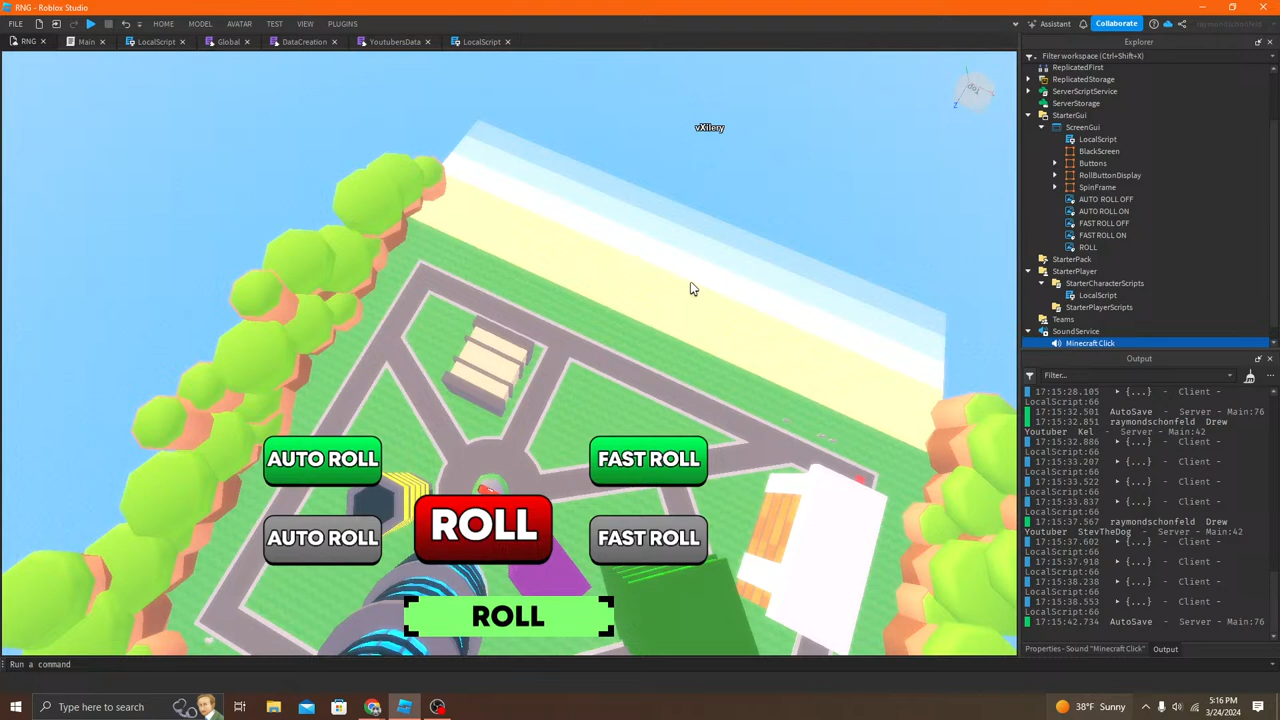 RNG - Roblox Studio
FILE HOME MODEL AVATAR TEST VIEW PLUGINS
Assistant Collaborate raymondschonfeld
RNG Main LocalScript Global DataCreation YoutubersData LocalScript
Explorer
Filter workspace (Ctrl+Shift+X)
ReplicatedFirst
ReplicatedStorage
ServerScriptService
ServerStorage
StarterGui
ScreenGui
LocalScript
BlackScreen
Buttons
RollButtonDisplay
SpinFrame
AUTO ROLL OFF
AUTO ROLL ON
FAST ROLL OFF
FAST ROLL ON
ROLL
StarterPack
StarterPlayer
StarterCharacterScripts
LocalScript
StarterPlayerScripts
Teams
SoundService
Minecraft Click
vXilery
Z
AUTO ROLL
FAST ROLL
ROLL
AUTO ROLL
FAST ROLL
ROLL
Output
Filter...
17:15:28.105 ▶ {...} - Client -
LocalScript:66
17:15:32.501 AutoSave - Server - Main:76
17:15:32.851 raymondschonfeld Drew
Youtuber Kel - Server - Main:42
17:15:32.886 ▶ {...} - Client -
LocalScript:66
17:15:33.207 ▶ {...} - Client -
LocalScript:66
17:15:33.522 ▶ {...} - Client -
LocalScript:66
17:15:33.837 ▶ {...} - Client -
LocalScript:66
17:15:37.567 raymondschonfeld Drew
Youtuber StevTheDog - Server - Main:42
17:15:37.602 ▶ {...} - Client -
LocalScript:66
17:15:37.918 ▶ {...} - Client -
LocalScript:66
17:15:38.238 ▶ {...} - Client -
LocalScript:66
17:15:38.553 ▶ {...} - Client -
LocalScript:66
17:15:42.734 AutoSave - Server - Main:76
Properties - Sound "Minecraft Click" Output
Run a command
Type here to search
38°F Sunny
5:16 PM
3/24/2024